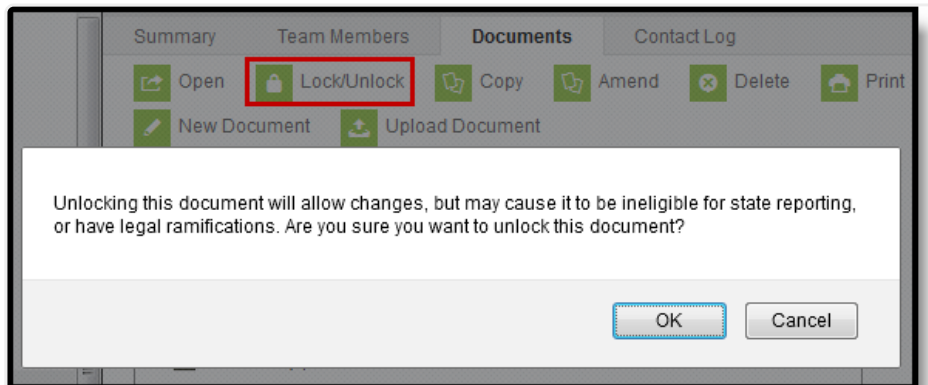 Summary Team Members Documents Contact Log
Open Lock/Unlock Copy Amend Delete Print
New Document Upload Document
Unlocking this document will allow changes, but may cause it to be ineligible for state reporting,
or have legal ramifications. Are you sure you want to unlock this document?
OK Cancel